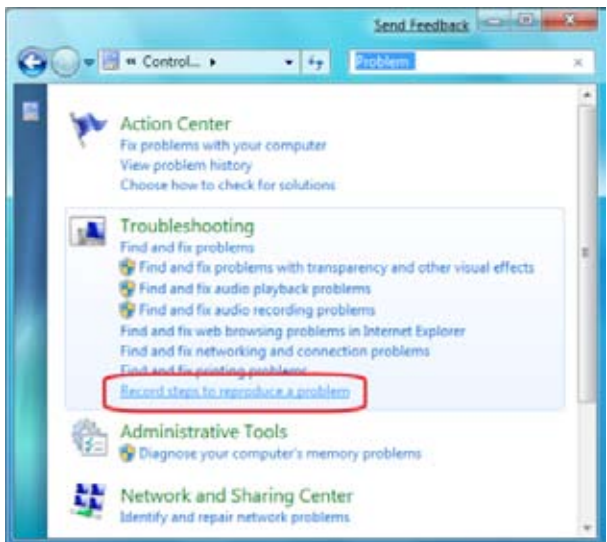 Send Feedback
« Control... ▸
Problem
Action Center
Fix problems with your computer
View problem history
Choose how to check for solutions
Troubleshooting
Find and fix problems
Find and fix problems with transparency and other visual effects
Find and fix audio playback problems
Find and fix audio recording problems
Find and fix web browsing problems in Internet Explorer
Find and fix networking and connection problems
Find and fix printing problems
Record steps to reproduce a problem
Administrative Tools
Diagnose your computer's memory problems
Network and Sharing Center
Identify and repair network problems